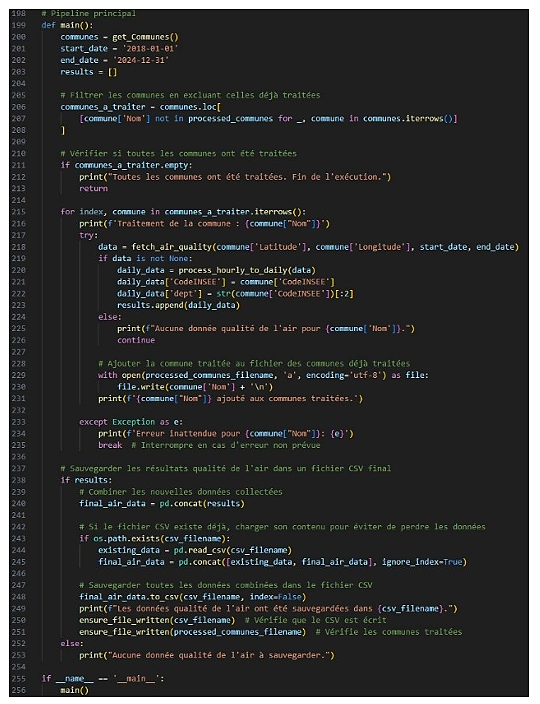 198 # Pipeline principal
199 def main():
200     communes = get_Communes()
201     start_date = '2018-01-01'
202     end_date = '2024-12-31'
203     results = []
204
205     # Filtrer les communes en excluant celles déjà traitées
206     communes_a_traiter = communes.loc[
207         [commune['Nom'] not in processed_communes for _, commune in communes.iterrows()]
208     ]
209
210     # Vérifier si toutes les communes ont été traitées
211     if communes_a_traiter.empty:
212         print("Toutes les communes ont été traitées. Fin de l'exécution.")
213         return
214
215     for index, commune in communes_a_traiter.iterrows():
216         print(f'Traitement de la commune : {commune["Nom"]}')
217         try:
218             data = fetch_air_quality(commune['Latitude'], commune['Longitude'], start_date, end_date)
219             if data is not None:
220                 daily_data = process_hourly_to_daily(data)
221                 daily_data['CodeINSEE'] = commune['CodeINSEE']
222                 daily_data['dept'] = str(commune['CodeINSEE'])[:2]
223                 results.append(daily_data)
224             else:
225                 print(f"Aucune donnée qualité de l'air pour {commune['Nom']}.")
226                 continue
227
228             # Ajouter la commune traitée au fichier des communes déjà traitées
229             with open(processed_communes_filename, 'a', encoding='utf-8') as file:
230                 file.write(commune['Nom'] + '\n')
231             print(f'{commune["Nom"]} ajouté aux communes traitées.')
232
233         except Exception as e:
234             print(f'Erreur inattendue pour {commune["Nom"]}: {e}')
235             break  # Interrompre en cas d'erreur non prévue
236
237     # Sauvegarder les résultats qualité de l'air dans un fichier CSV final
238     if results:
239         # Combiner les nouvelles données collectées
240         final_air_data = pd.concat(results)
241
242         # Si le fichier CSV existe déjà, charger son contenu pour éviter de perdre les données
243         if os.path.exists(csv_filename):
244             existing_data = pd.read_csv(csv_filename)
245             final_air_data = pd.concat([existing_data, final_air_data], ignore_index=True)
246
247         # Sauvegarder toutes les données combinées dans le fichier CSV
248         final_air_data.to_csv(csv_filename, index=False)
249         print(f"Les données qualité de l'air ont été sauvegardées dans {csv_filename}.")
250         ensure_file_written(csv_filename)  # Vérifie que le CSV est écrit
251         ensure_file_written(processed_communes_filename)  # Vérifie les communes traitées
252     else:
253         print("Aucune donnée qualité de l'air à sauvegarder.")
254
255 if __name__ == '__main__':
256     main()